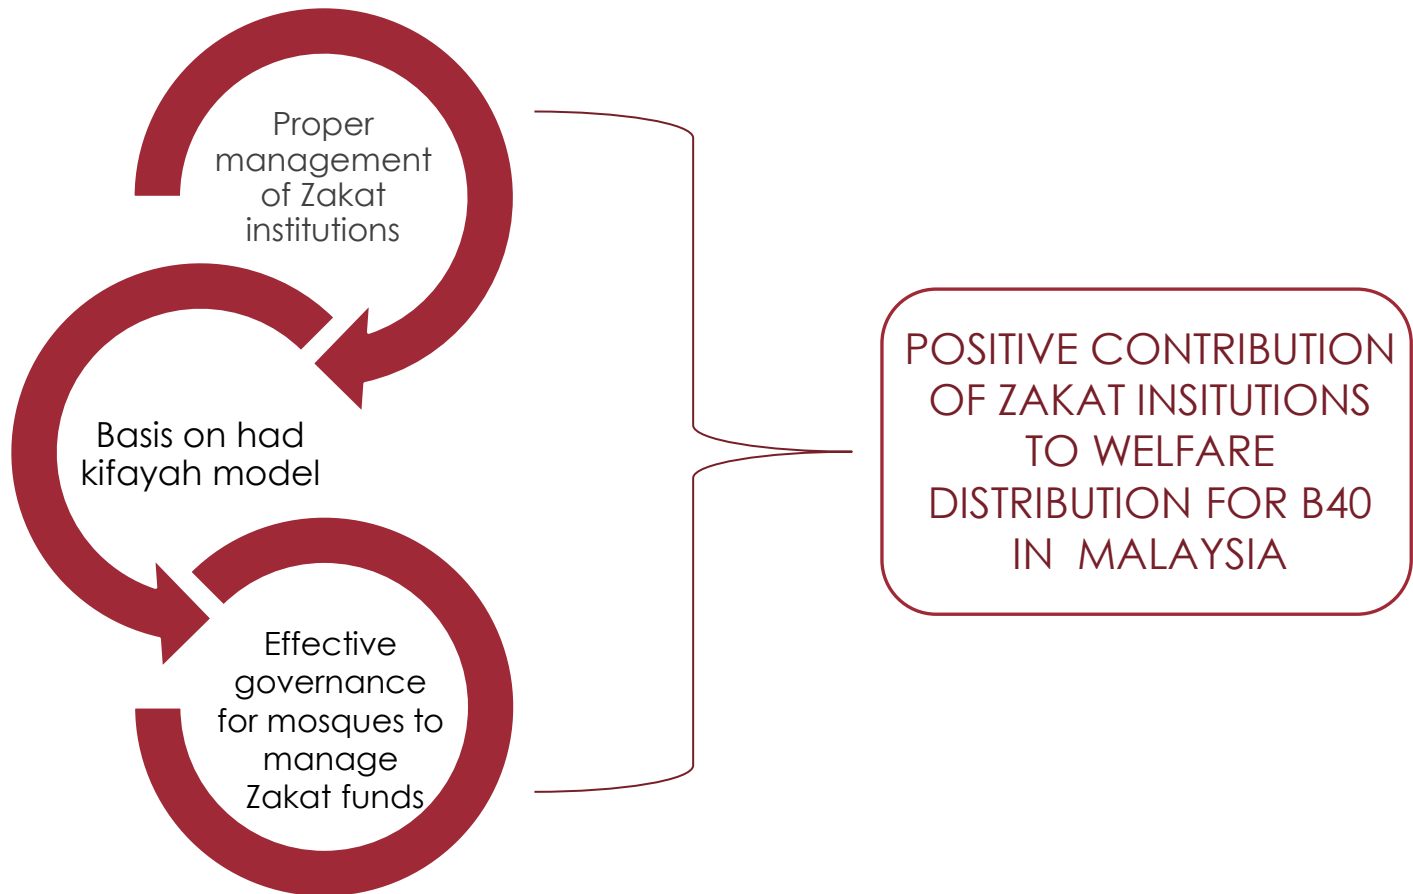 Proper
management
of Zakat
institutions
Basis on had
kifayah model
Effective
governance
for mosques to
manage
Zakat funds
POSITIVE CONTRIBUTION
OF ZAKAT INSITUTIONS
TO WELFARE
DISTRIBUTION FOR B40
IN MALAYSIA